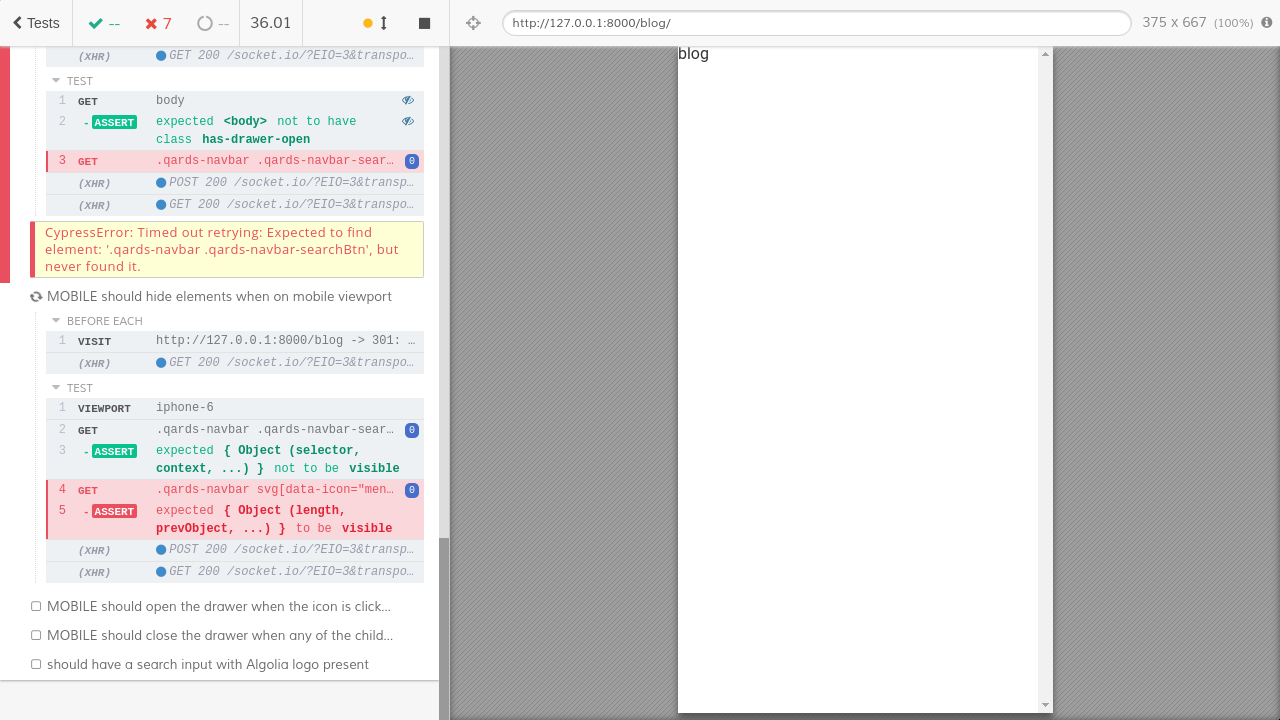 Tests
--
7
--
36.01
http://127.0.0.1:8000/blog/
375 x 667 (100%)
(XHR) GET 200 /socket.io/?EIO=3&transpo...
TEST
1 GET body
2 - ASSERT expected <body> not to have
class has-drawer-open
3 GET .qards-navbar .qards-navbar-sear... 0
(XHR) POST 200 /socket.io/?EIO=3&transp...
(XHR) GET 200 /socket.io/?EIO=3&transpo...
CypressError: Timed out retrying: Expected to find
element: '.qards-navbar .qards-navbar-searchBtn', but
never found it.
MOBILE should hide elements when on mobile viewport
BEFORE EACH
1 VISIT http://127.0.0.1:8000/blog -> 301: ...
(XHR) GET 200 /socket.io/?EIO=3&transpo...
TEST
1 VIEWPORT iphone-6
2 GET .qards-navbar .qards-navbar-sear... 0
3 - ASSERT expected { Object (selector,
context, ...) } not to be visible
4 GET .qards-navbar svg[data-icon="men... 0
5 - ASSERT expected { Object (length,
prevObject, ...) } to be visible
(XHR) POST 200 /socket.io/?EIO=3&transpo...
(XHR) GET 200 /socket.io/?EIO=3&transpo...
MOBILE should open the drawer when the icon is click...
MOBILE should close the drawer when any of the child...
should have a search input with Algolia logo present
blog